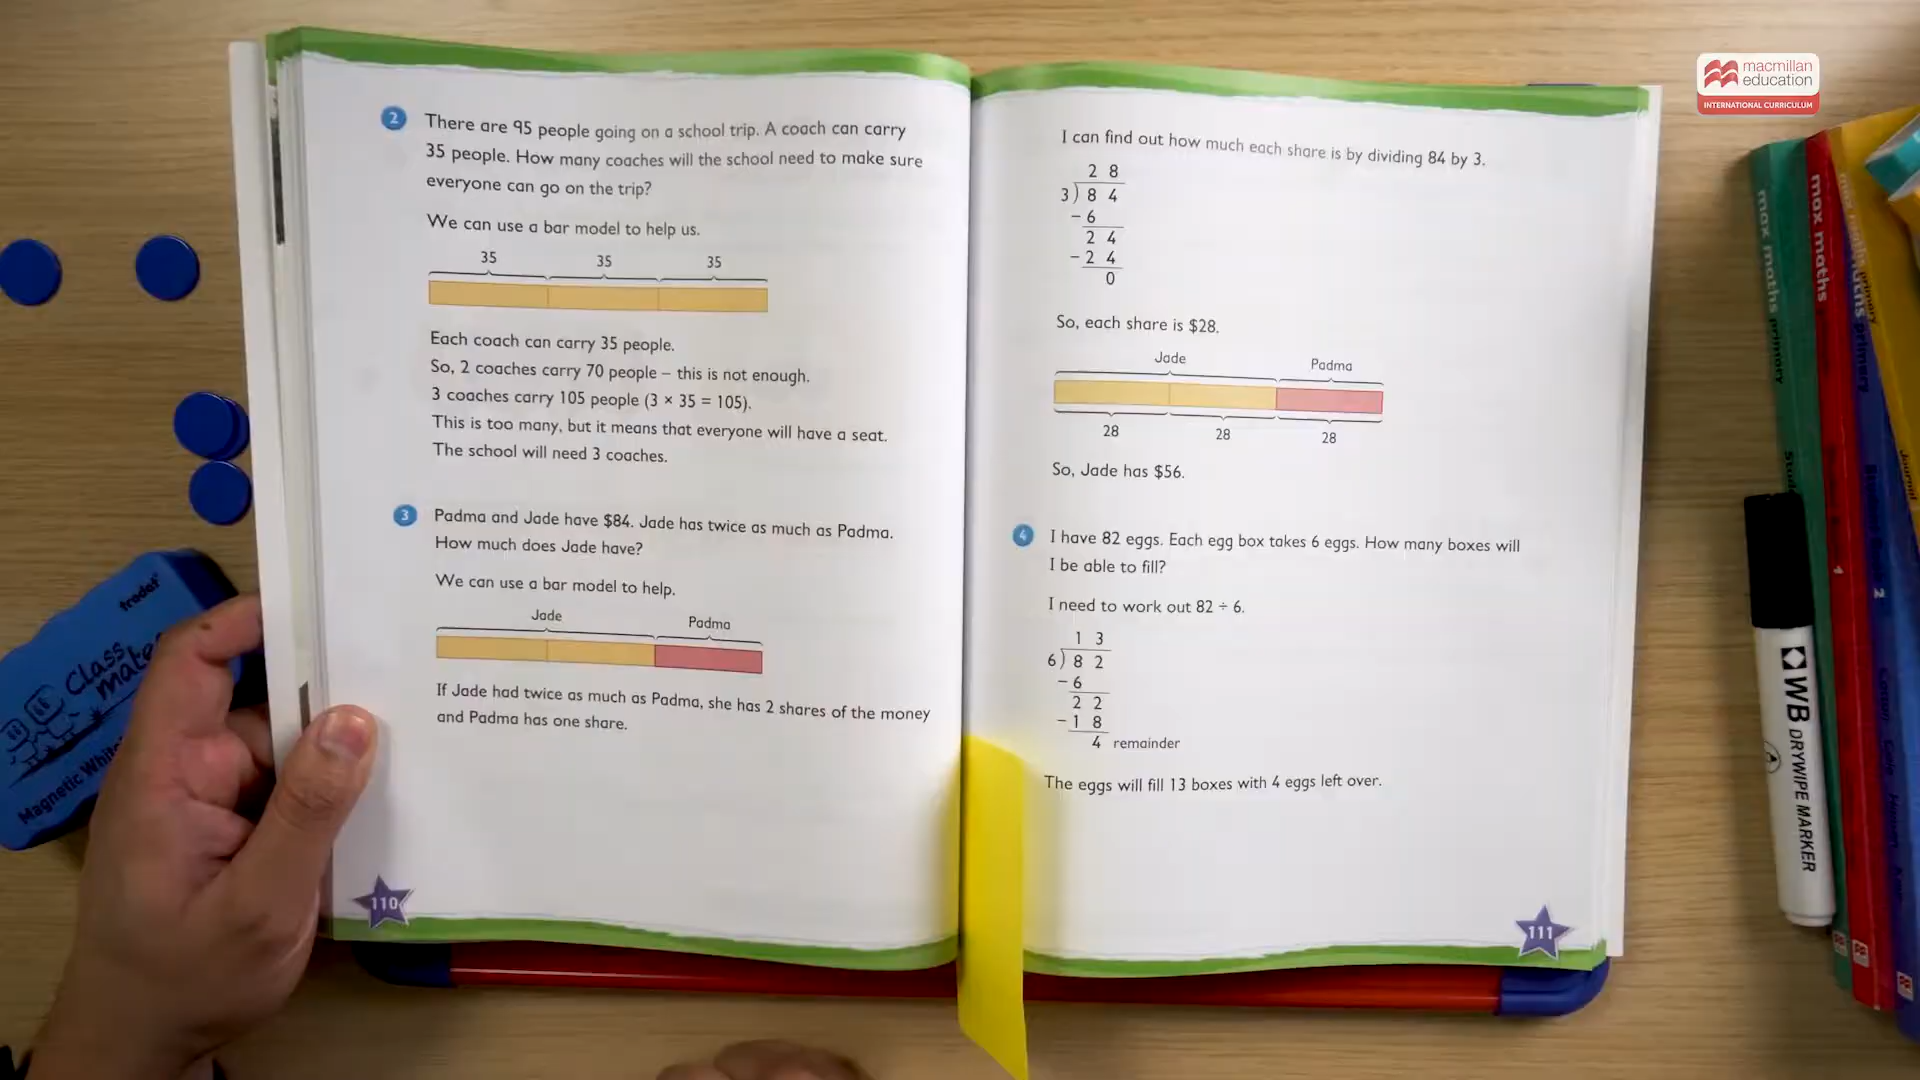 macmillan
education
INTERNATIONAL CURRICULUM
2 There are 95 people going on a school trip. A coach can carry
35 people. How many coaches will the school need to make sure
everyone can go on the trip?
We can use a bar model to help us.
35 35 35
Each coach can carry 35 people.
So, 2 coaches carry 70 people – this is not enough.
3 coaches carry 105 people (3 × 35 = 105).
This is too many, but it means that everyone will have a seat.
The school will need 3 coaches.
3 Padma and Jade have $84. Jade has twice as much as Padma.
How much does Jade have?
We can use a bar model to help.
Jade Padma
If Jade had twice as much as Padma, she has 2 shares of the money
and Padma has one share.
110
I can find out how much each share is by dividing 84 by 3.
2 8
3) 8 4
– 6
2 4
– 2 4
0
So, each share is $28.
Jade Padma
28 28 28
So, Jade has $56.
4 I have 82 eggs. Each egg box takes 6 eggs. How many boxes will
I be able to fill?
I need to work out 82 ÷ 6.
1 3
6) 8 2
– 6
2 2
– 1 8
4 remainder
The eggs will fill 13 boxes with 4 eggs left over.
111
trodat
Class
mate
Magnetic
WB DRYWIPE MARKER
max maths primary
max maths
primary
Journal